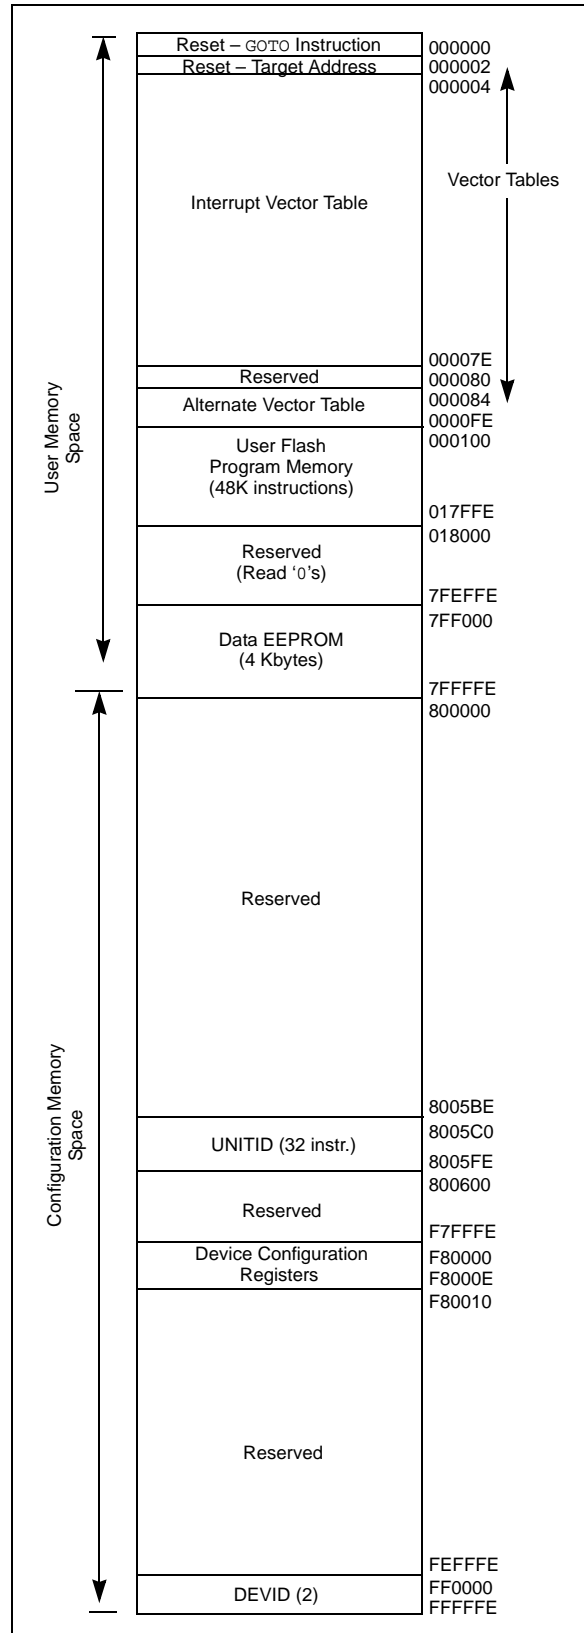 Reset – GOTO Instruction
000000
Reset – Target Address
000002
000004
Vector Tables
Interrupt Vector Table
00007E
Reserved
000080
Alternate Vector Table
000084
0000FE
User Flash
Program Memory
(48K instructions)
000100
017FFE
018000
Reserved
(Read ‘0’s)
7FEFFE
7FF000
Data EEPROM
(4 Kbytes)
7FFFFE
User Memory
Space
800000
Reserved
8005BE
8005C0
UNITID (32 instr.)
8005FE
800600
Reserved
F7FFFE
Device Configuration
Registers
F80000
F8000E
F80010
Configuration Memory
Space
Reserved
FEFFFE
DEVID (2)
FF0000
FFFFFE